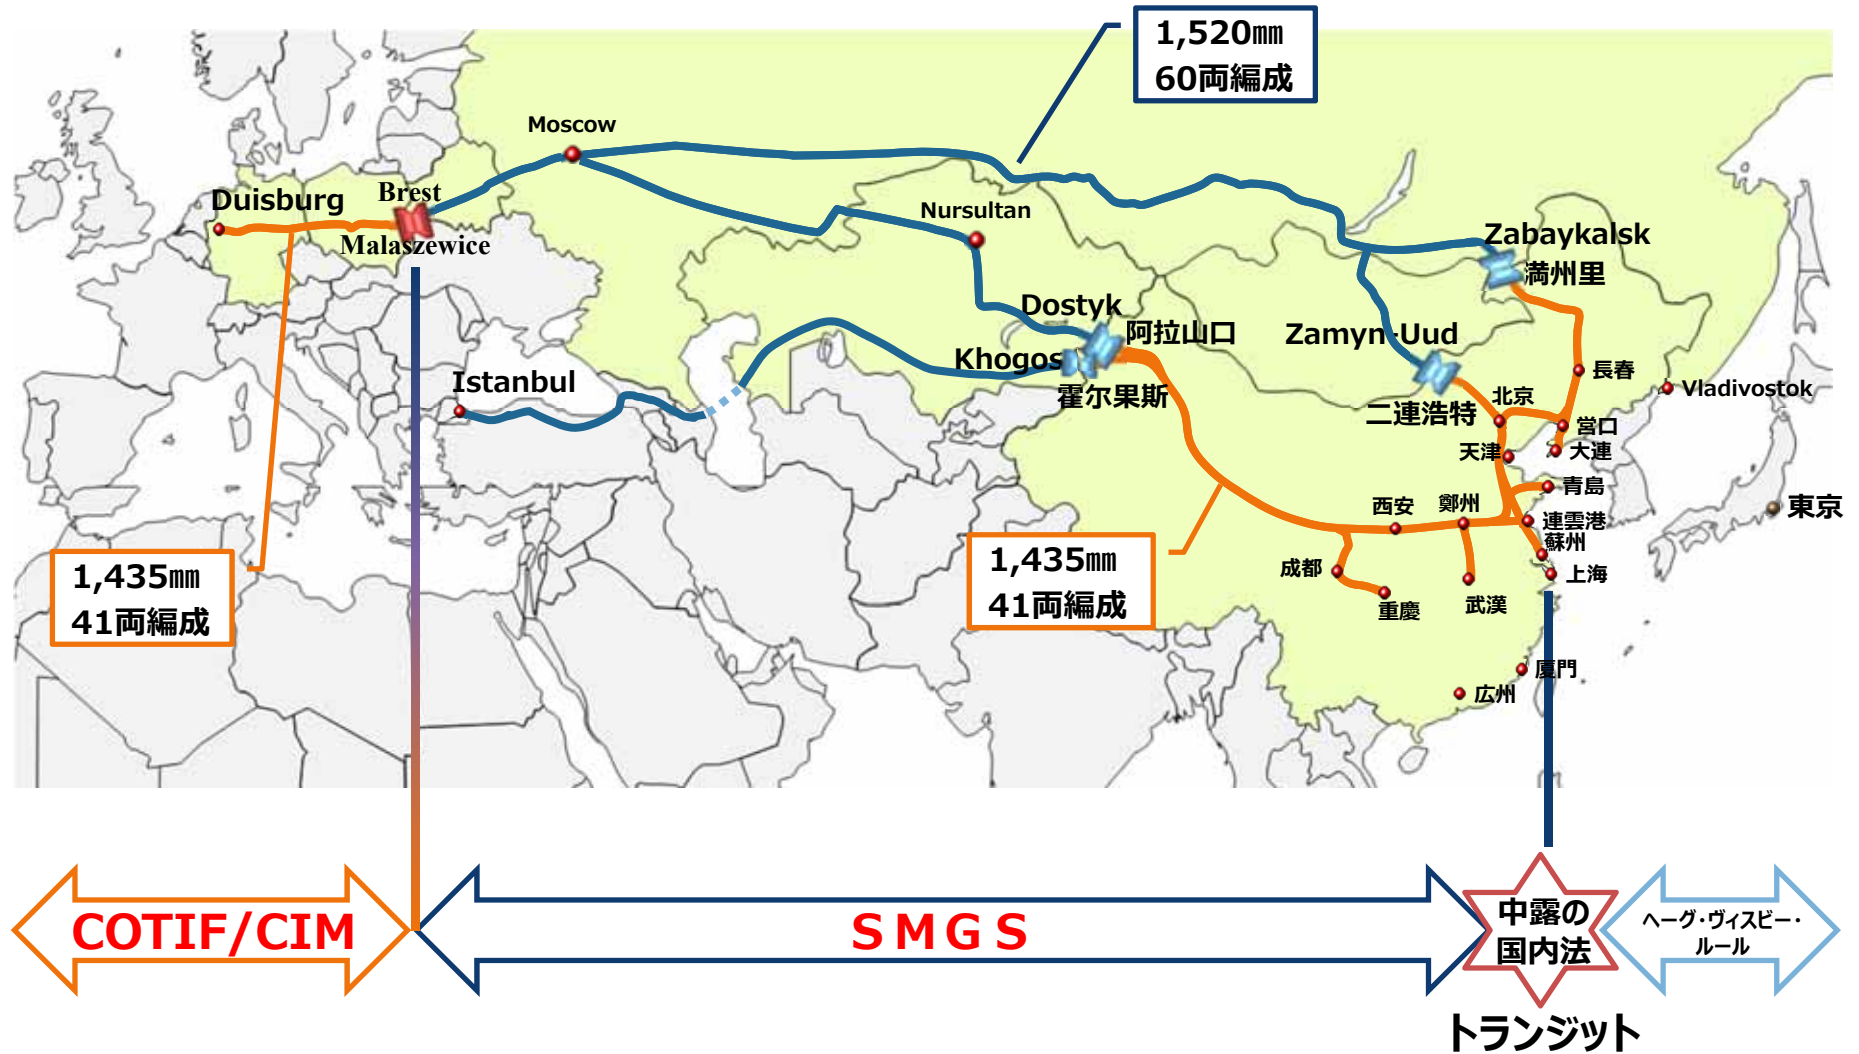 1,520㎜
60両編成
Moscow
Duisburg
Brest
Malaszewice
Nursultan
Zabaykalsk
満州里
Dostyk
阿拉山口
Zamyn-Uud
Khogos
霍尔果斯
Istanbul
二連浩特
北京
長春
Vladivostok
営口
天津
大連
青島
西安
鄭州
連雲港
東京
蘇州
1,435㎜
41両編成
1,435㎜
41両編成
成都
上海
重慶
武漢
厦門
広州
COTIF/CIM
ＳＭＧＳ
中露の
国内法
ヘーグ・ヴィスビー・
ルール
トランジット